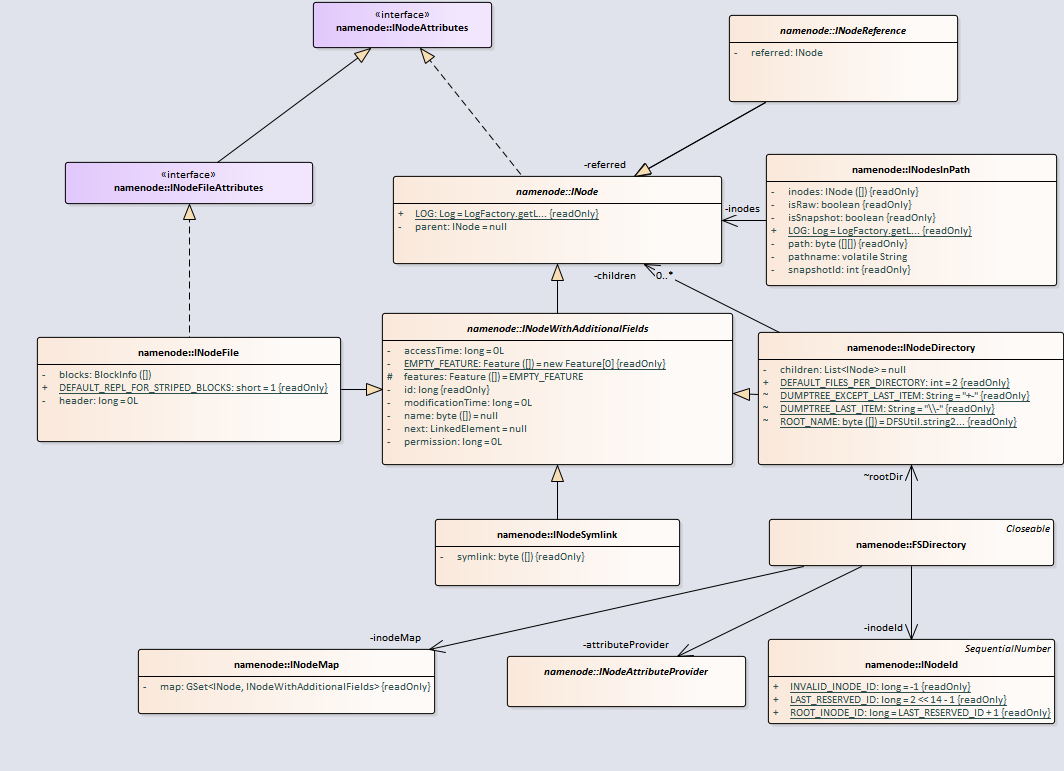 «interface»
namenode::INodeAttributes
namenode::INodeReference
- referred: INode
«interface»
namenode::INodeFileAttributes
-referred
namenode::INode
+ LOG: Log = LogFactory.getL... {readOnly}
- parent: INode = null
-inodes
namenode::INodesInPath
- inodes: INode ([]) {readOnly}
- isRaw: boolean {readOnly}
- isSnapshot: boolean {readOnly}
+ LOG: Log = LogFactory.getL... {readOnly}
- path: byte ([][]) {readOnly}
- pathname: volatile String
- snapshotId: int {readOnly}
-children
0..*
namenode::INodeFile
- blocks: BlockInfo ([])
+ DEFAULT_REPL_FOR_STRIPED_BLOCKS: short = 1 {readOnly}
- header: long = 0L
namenode::INodeWithAdditionalFields
- accessTime: long = 0L
- EMPTY_FEATURE: Feature ([]) = new Feature[0] {readOnly}
# features: Feature ([]) = EMPTY_FEATURE
- id: long {readOnly}
- modificationTime: long = 0L
- name: byte ([]) = null
- next: LinkedElement = null
- permission: long = 0L
namenode::INodeDirectory
- children: List<INode> = null
+ DEFAULT_FILES_PER_DIRECTORY: int = 2 {readOnly}
~ DUMPTREE_EXCEPT_LAST_ITEM: String = "+-" {readOnly}
~ DUMPTREE_LAST_ITEM: String = "\\-" {readOnly}
~ ROOT_NAME: byte ([]) = DFSUtil.string2... {readOnly}
~rootDir
namenode::INodeSymlink
- symlink: byte ([]) {readOnly}
Closeable
namenode::FSDirectory
-inodeMap
-attributeProvider
-inodeId
namenode::INodeMap
- map: GSet<INode, INodeWithAdditionalFields> {readOnly}
namenode::INodeAttributeProvider
SequentialNumber
namenode::INodeId
+ INVALID_INODE_ID: long = -1 {readOnly}
+ LAST_RESERVED_ID: long = 2 << 14 - 1 {readOnly}
+ ROOT_INODE_ID: long = LAST_RESERVED_ID + 1 {readOnly}